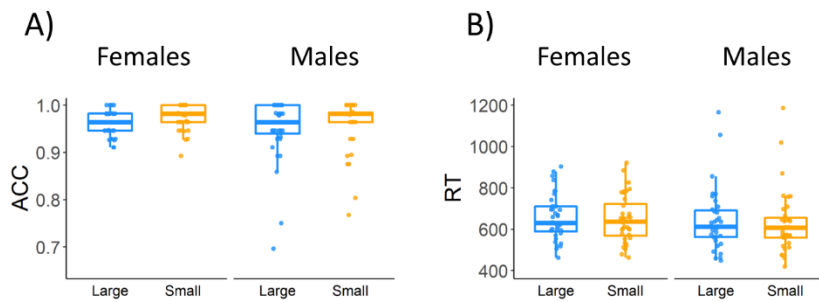 A)
Females Males
1.0
0.9
0.8
0.7
ACC
Large Small Large Small
B)
Females Males
1200
1000
800
600
400
RT
Large Small Large Small